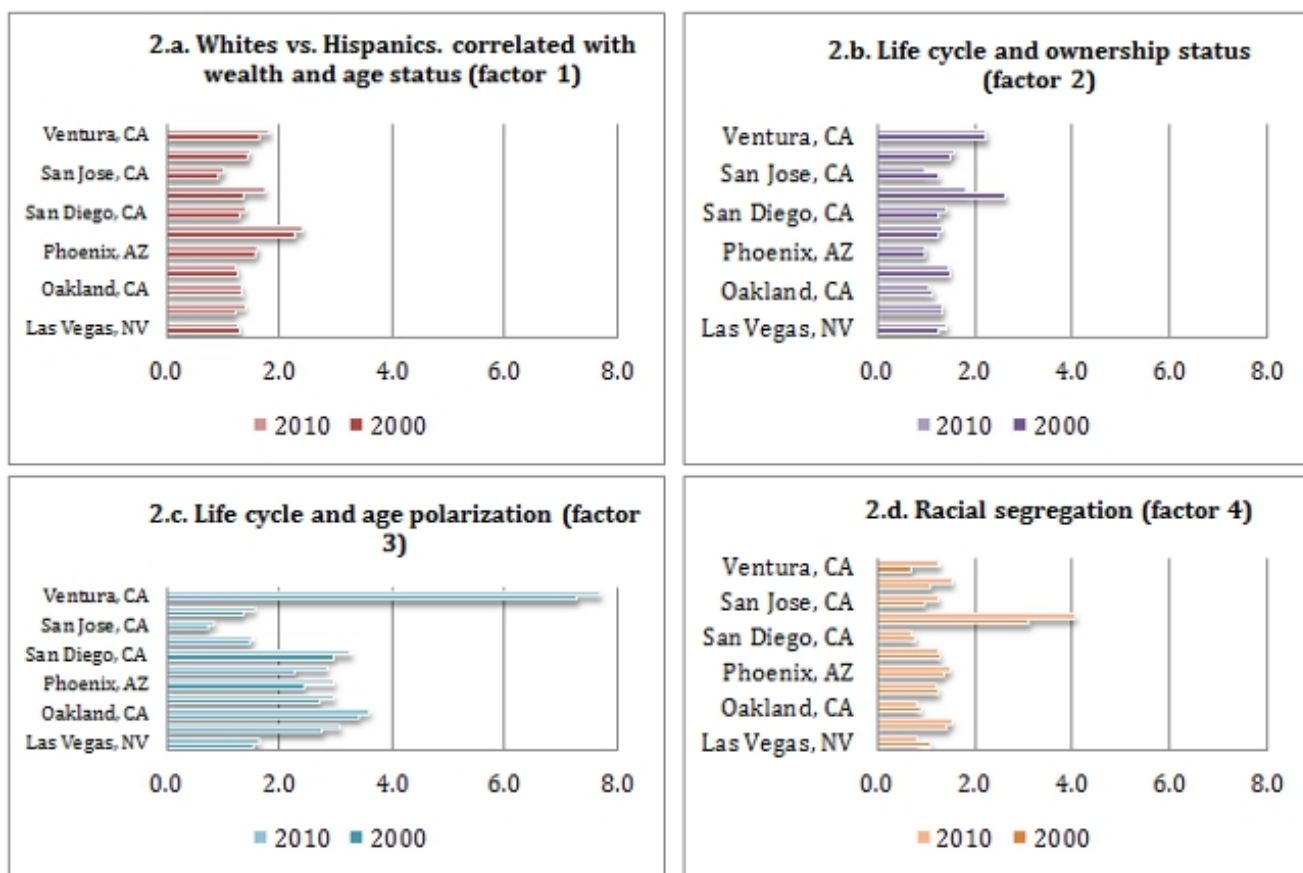 2.a. Whites vs. Hispanics. correlated with
wealth and age status (factor 1)
Ventura, CA
San Jose, CA
San Diego, CA
Phoenix, AZ
Oakland, CA
Las Vegas, NV
0.0 2.0 4.0 6.0 8.0
2010 2000
2.b. Life cycle and ownership status
(factor 2)
Ventura, CA
San Jose, CA
San Diego, CA
Phoenix, AZ
Oakland, CA
Las Vegas, NV
0.0 2.0 4.0 6.0 8.0
2010 2000
2.c. Life cycle and age polarization (factor
3)
Ventura, CA
San Jose, CA
San Diego, CA
Phoenix, AZ
Oakland, CA
Las Vegas, NV
0.0 2.0 4.0 6.0 8.0
2010 2000
2.d. Racial segregation (factor 4)
Ventura, CA
San Jose, CA
San Diego, CA
Phoenix, AZ
Oakland, CA
Las Vegas, NV
0.0 2.0 4.0 6.0 8.0
2010 2000